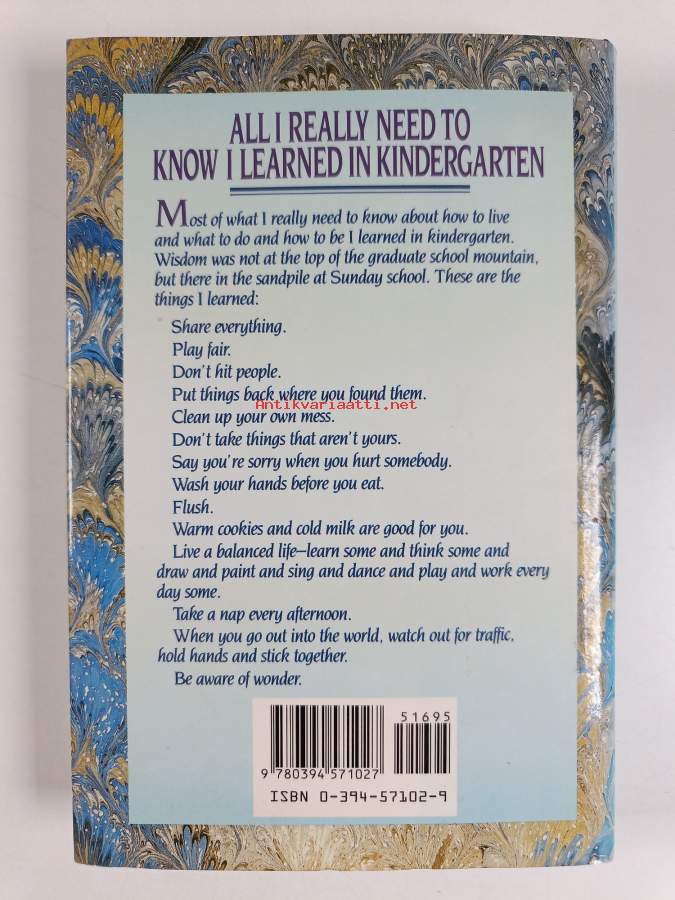 ALL I REALLY NEED TO
KNOW I LEARNED IN KINDERGARTEN
Most of what I really need to know about how to live
and what to do and how to be I learned in kindergarten.
Wisdom was not at the top of the graduate school mountain,
but there in the sandpile at Sunday school. These are the
things I learned:
Share everything.
Play fair.
Don't hit people.
Put things back where you found them.
Antikvariaatti.net
Clean up your own mess.
Don't take things that aren't yours.
Say you're sorry when you hurt somebody.
Wash your hands before you eat.
Flush.
Warm cookies and cold milk are good for you.
Live a balanced life—learn some and think some and
draw and paint and sing and dance and play and work every
day some.
Take a nap every afternoon.
When you go out into the world, watch out for traffic,
hold hands and stick together.
Be aware of wonder.
51695
9 780394 571027
ISBN 0-394-57102-9